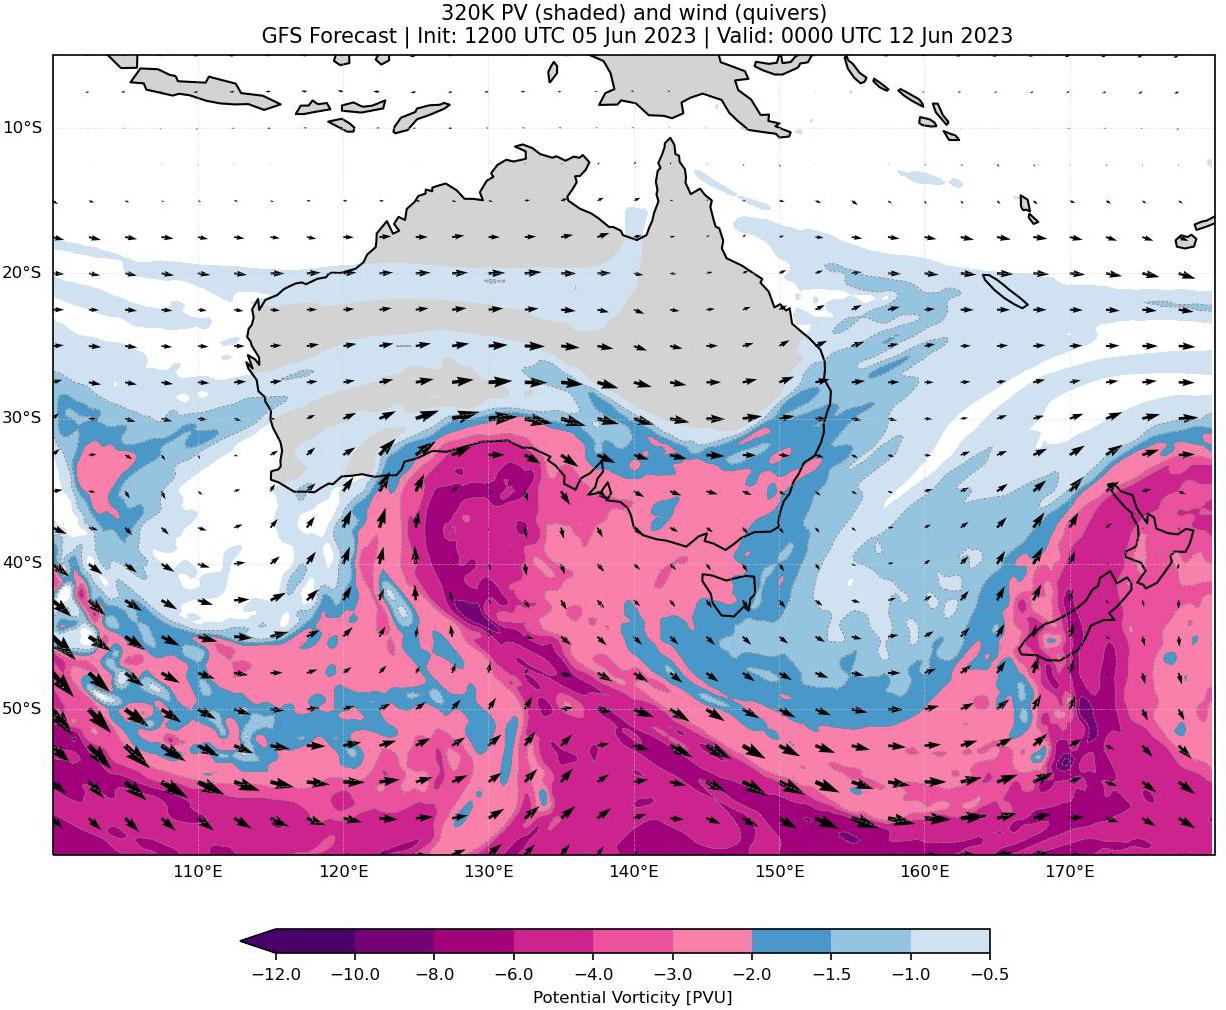 320K PV (shaded) and wind (quivers)
GFS Forecast | Init: 1200 UTC 05 Jun 2023 | Valid: 0000 UTC 12 Jun 2023
10°S
20°S
30°S
40°S
50°S
110°E 120°E 130°E 140°E 150°E 160°E 170°E
−12.0 −10.0 −8.0 −6.0 −4.0 −3.0 −2.0 −1.5 −1.0 −0.5
Potential Vorticity [PVU]